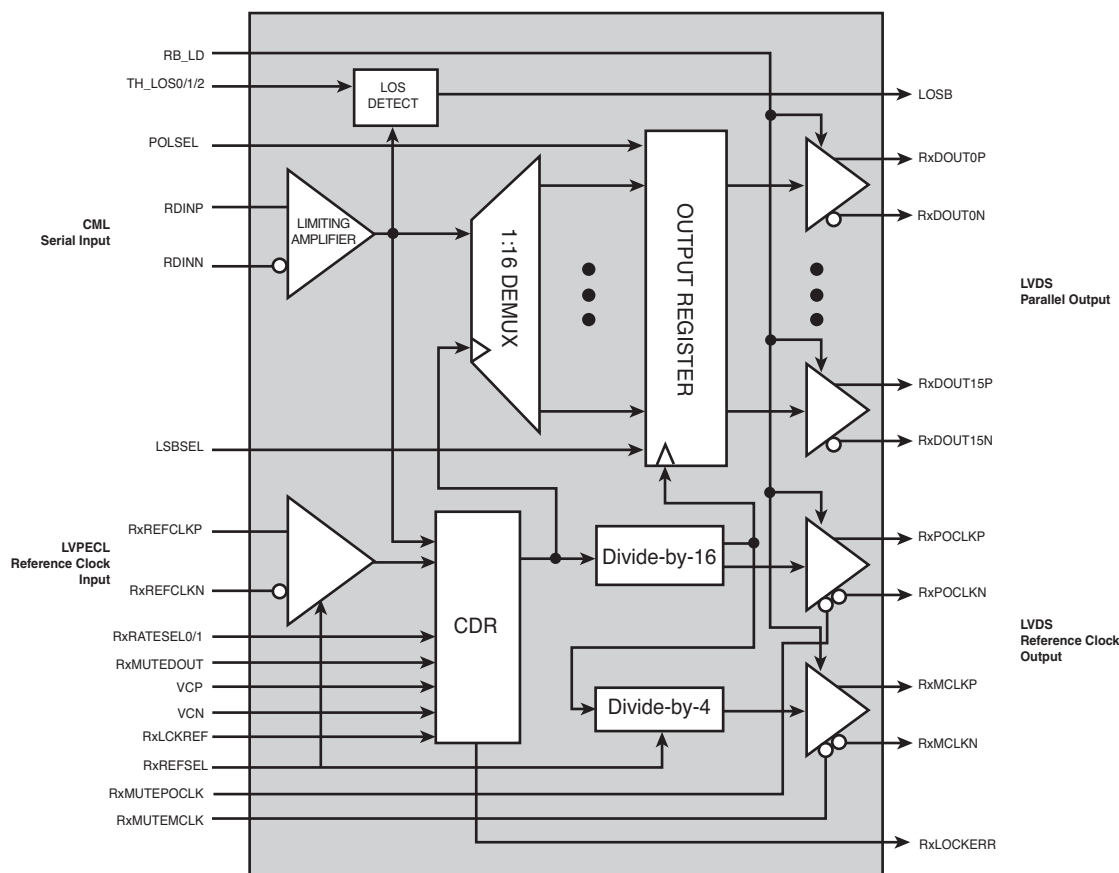 RB_LD
TH_LOS0/1/2
LOS
DETECT
LOSB
POLSEL
RxDOUT0P
RDINP
CML
Serial Input
LIMITING
AMPLIFIER
RxDOUT0N
RDINN
1:16 DEMUX
OUTPUT REGISTER
LVDS
Parallel Output
RxDOUT15P
LSBSEL
RxDOUT15N
RxREFCLKP
LVPECL
Reference Clock
Input
RxREFCLKN
CDR
Divide-by-16
RxPOCLKP
RxPOCLKN
LVDS
Reference Clock
Output
RxRATESEL0/1
RxMUTEDOUT
VCP
VCN
RxLCKREF
RxREFSEL
Divide-by-4
RxMCLKP
RxMCLKN
RxMUTEPOCLK
RxMUTEMCLK
RxLOCKERR